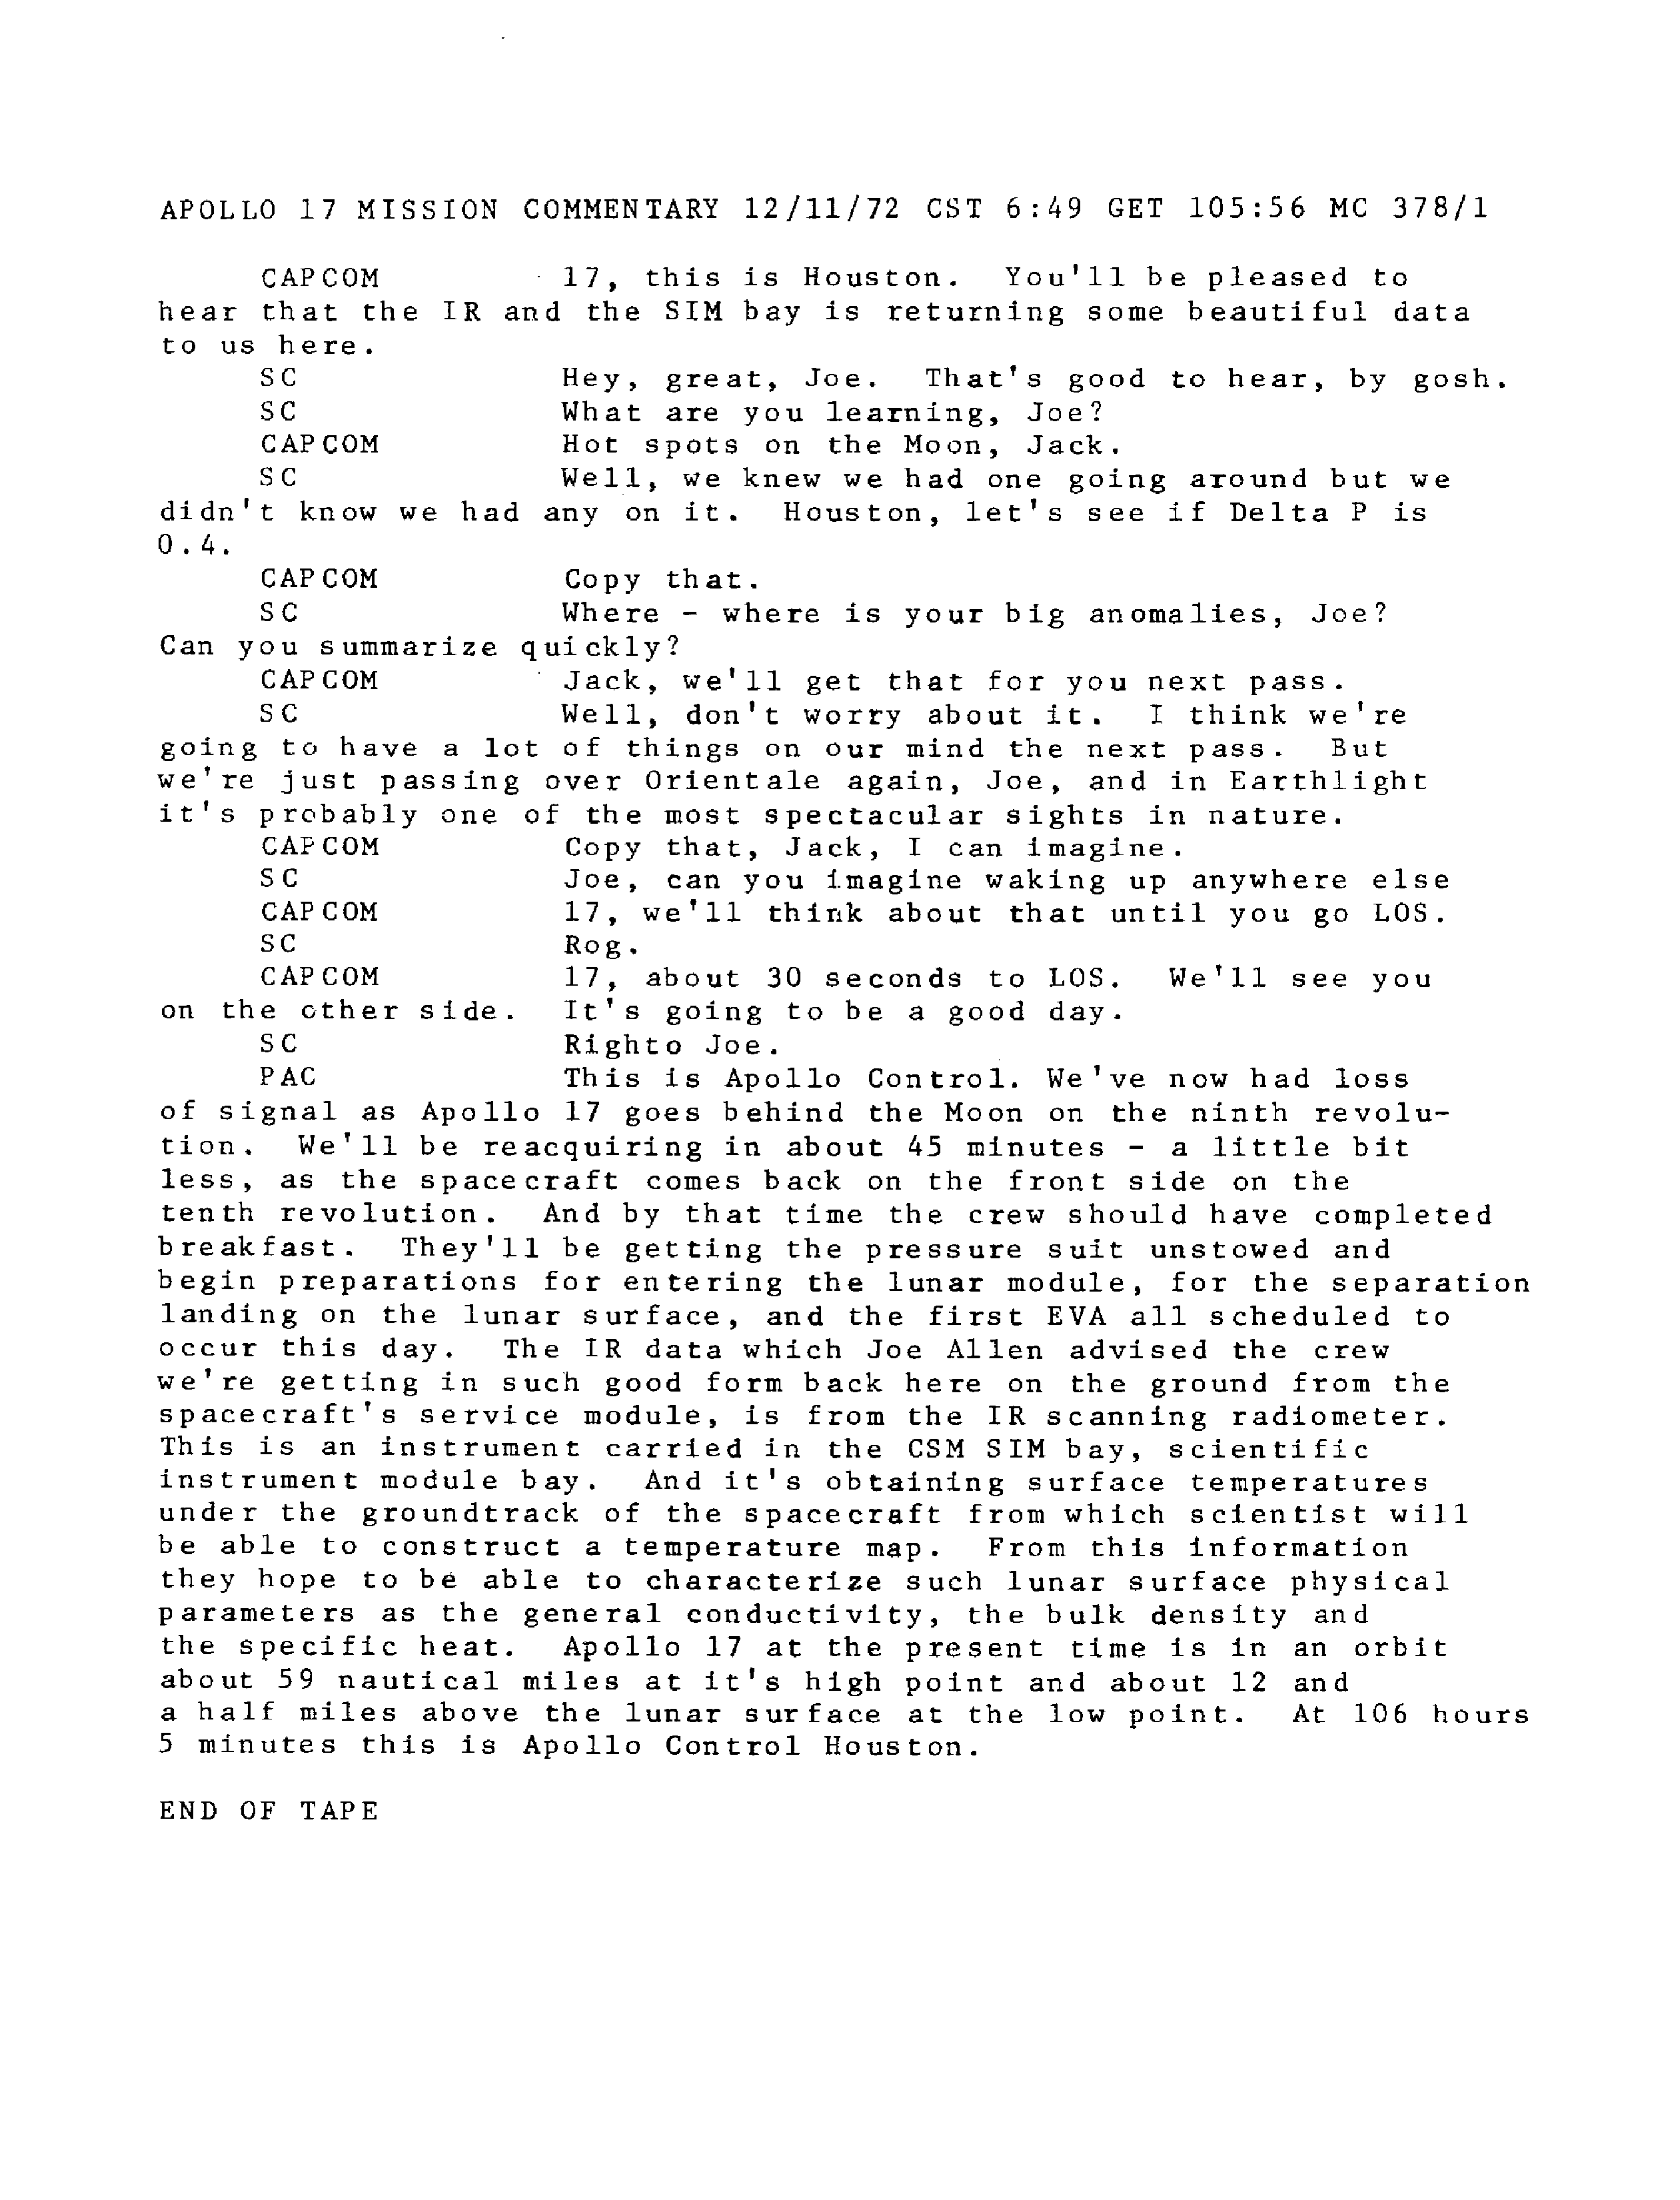 APOLLO 17 MISSION COMMENTARY 12/11/72 CST 6:49 GET 105:56 MC 378/1
CAPCOM 17, this is Houston. You'll be pleased to
hear that the IR and the SIM bay is returning some beautiful data
to us here.
SC Hey, great, Joe. That's good to hear, by gosh.
SC What are you learning, Joe?
CAPCOM Hot spots on the Moon, Jack.
SC Well, we knew we had one going around but we
didn't know we had any on it. Houston, let's see if Delta P is
0.4.
CAPCOM Copy that.
SC Where - where is your big anomalies, Joe?
Can you summarize quickly?
CAPCOM Jack, we'll get that for you next pass.
SC Well, don't worry about it. I think we're
going to have a lot of things on our mind the next pass. But
we're just passing over Orientale again, Joe, and in Earthlight
it's probably one of the most spectacular sights in nature.
CAPCOM Copy that, Jack, I can imagine.
SC Joe, can you imagine waking up anywhere else
CAPCOM 17, we'll think about that until you go LOS.
SC Rog.
CAPCOM 17, about 30 seconds to LOS. We'll see you
on the other side. It's going to be a good day.
SC Righto Joe.
PAC This is Apollo Control. We've now had loss
of signal as Apollo 17 goes behind the Moon on the ninth revolu-
tion. We'll be reacquiring in about 45 minutes - a little bit
less, as the spacecraft comes back on the front side on the
tenth revolution. And by that time the crew should have completed
breakfast. They'll be getting the pressure suit unstowed and
begin preparations for entering the lunar module, for the separation
landing on the lunar surface, and the first EVA all scheduled to
occur this day. The IR data which Joe Allen advised the crew
we're getting in such good form back here on the ground from the
spacecraft's service module, is from the IR scanning radiometer.
This is an instrument carried in the CSM SIM bay, scientific
instrument module bay. And it's obtaining surface temperatures
under the groundtrack of the spacecraft from which scientist will
be able to construct a temperature map. From this information
they hope to be able to characterize such lunar surface physical
parameters as the general conductivity, the bulk density and
the specific heat. Apollo 17 at the present time is in an orbit
about 59 nautical miles at it's high point and about 12 and
a half miles above the lunar surface at the low point. At 106 hours
5 minutes this is Apollo Control Houston.
END OF TAPE